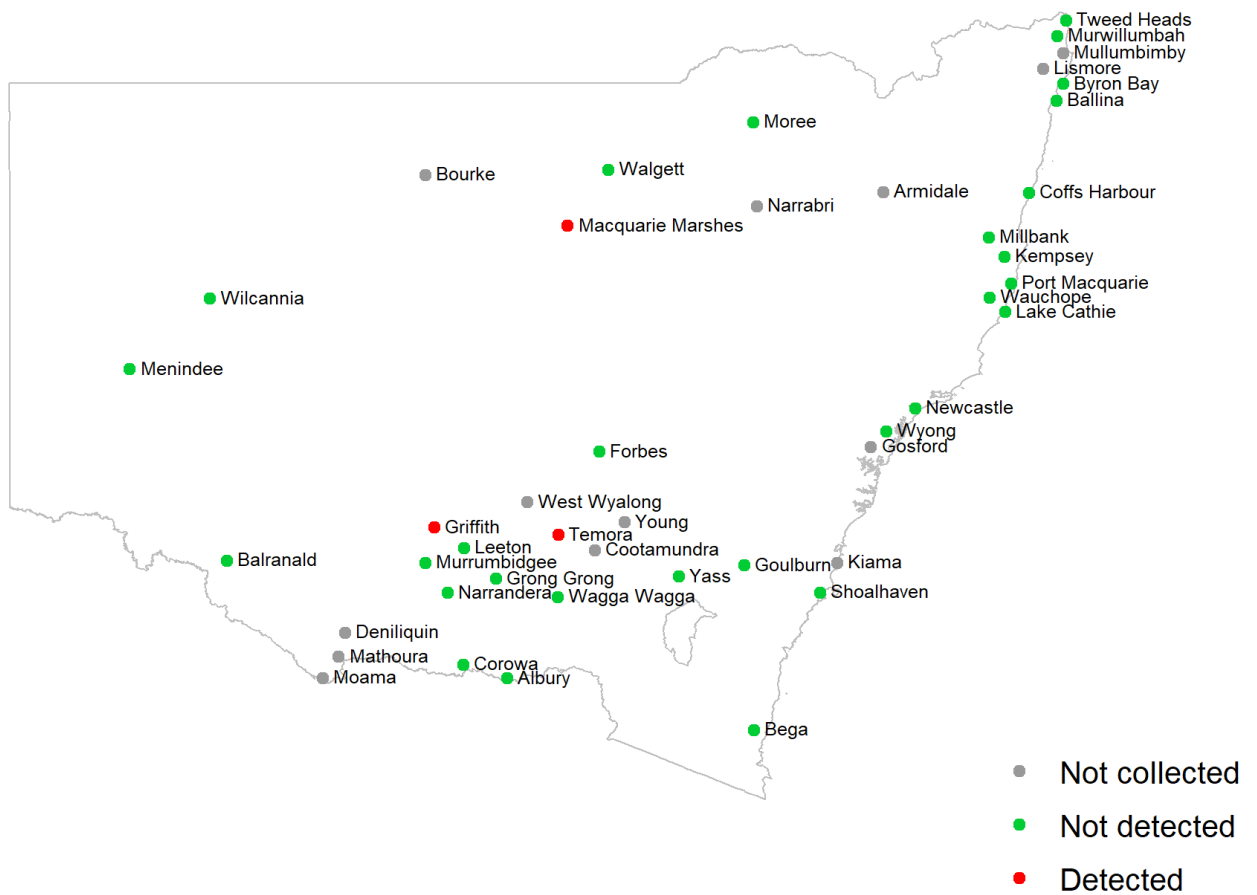 Tweed Heads
Murwillumbah
Mullumbimby
Lismore
Byron Bay
Ballina
Moree
Walgett
Bourke
Armidale
Coffs Harbour
Narrabri
Macquarie Marshes
Millbank
Kempsey
Port Macquarie
Wilcannia
Wauchope
Lake Cathie
Menindee
Newcastle
Wyong
Gosford
Forbes
West Wyalong
Young
Griffith
Temora
Leeton
Cootamundra
Balranald
Murrumbidgee
Goulburn
Kiama
Grong Grong
Yass
Narrandera
Wagga Wagga
Shoalhaven
Deniliquin
Mathoura
Corowa
Moama
Albury
Bega
Not collected
Not detected
Detected